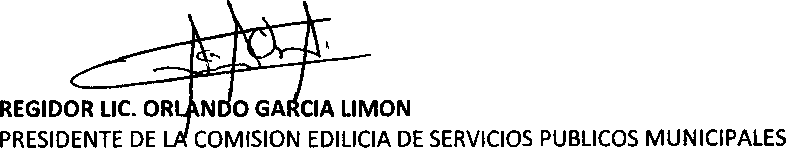 REGIDOR LIC. ORLANDO GARCIA LIMON
PRESIDENTE DE LA COMISION EDILICIA DE SERVICIOS PUBLICOS MUNICIPALES